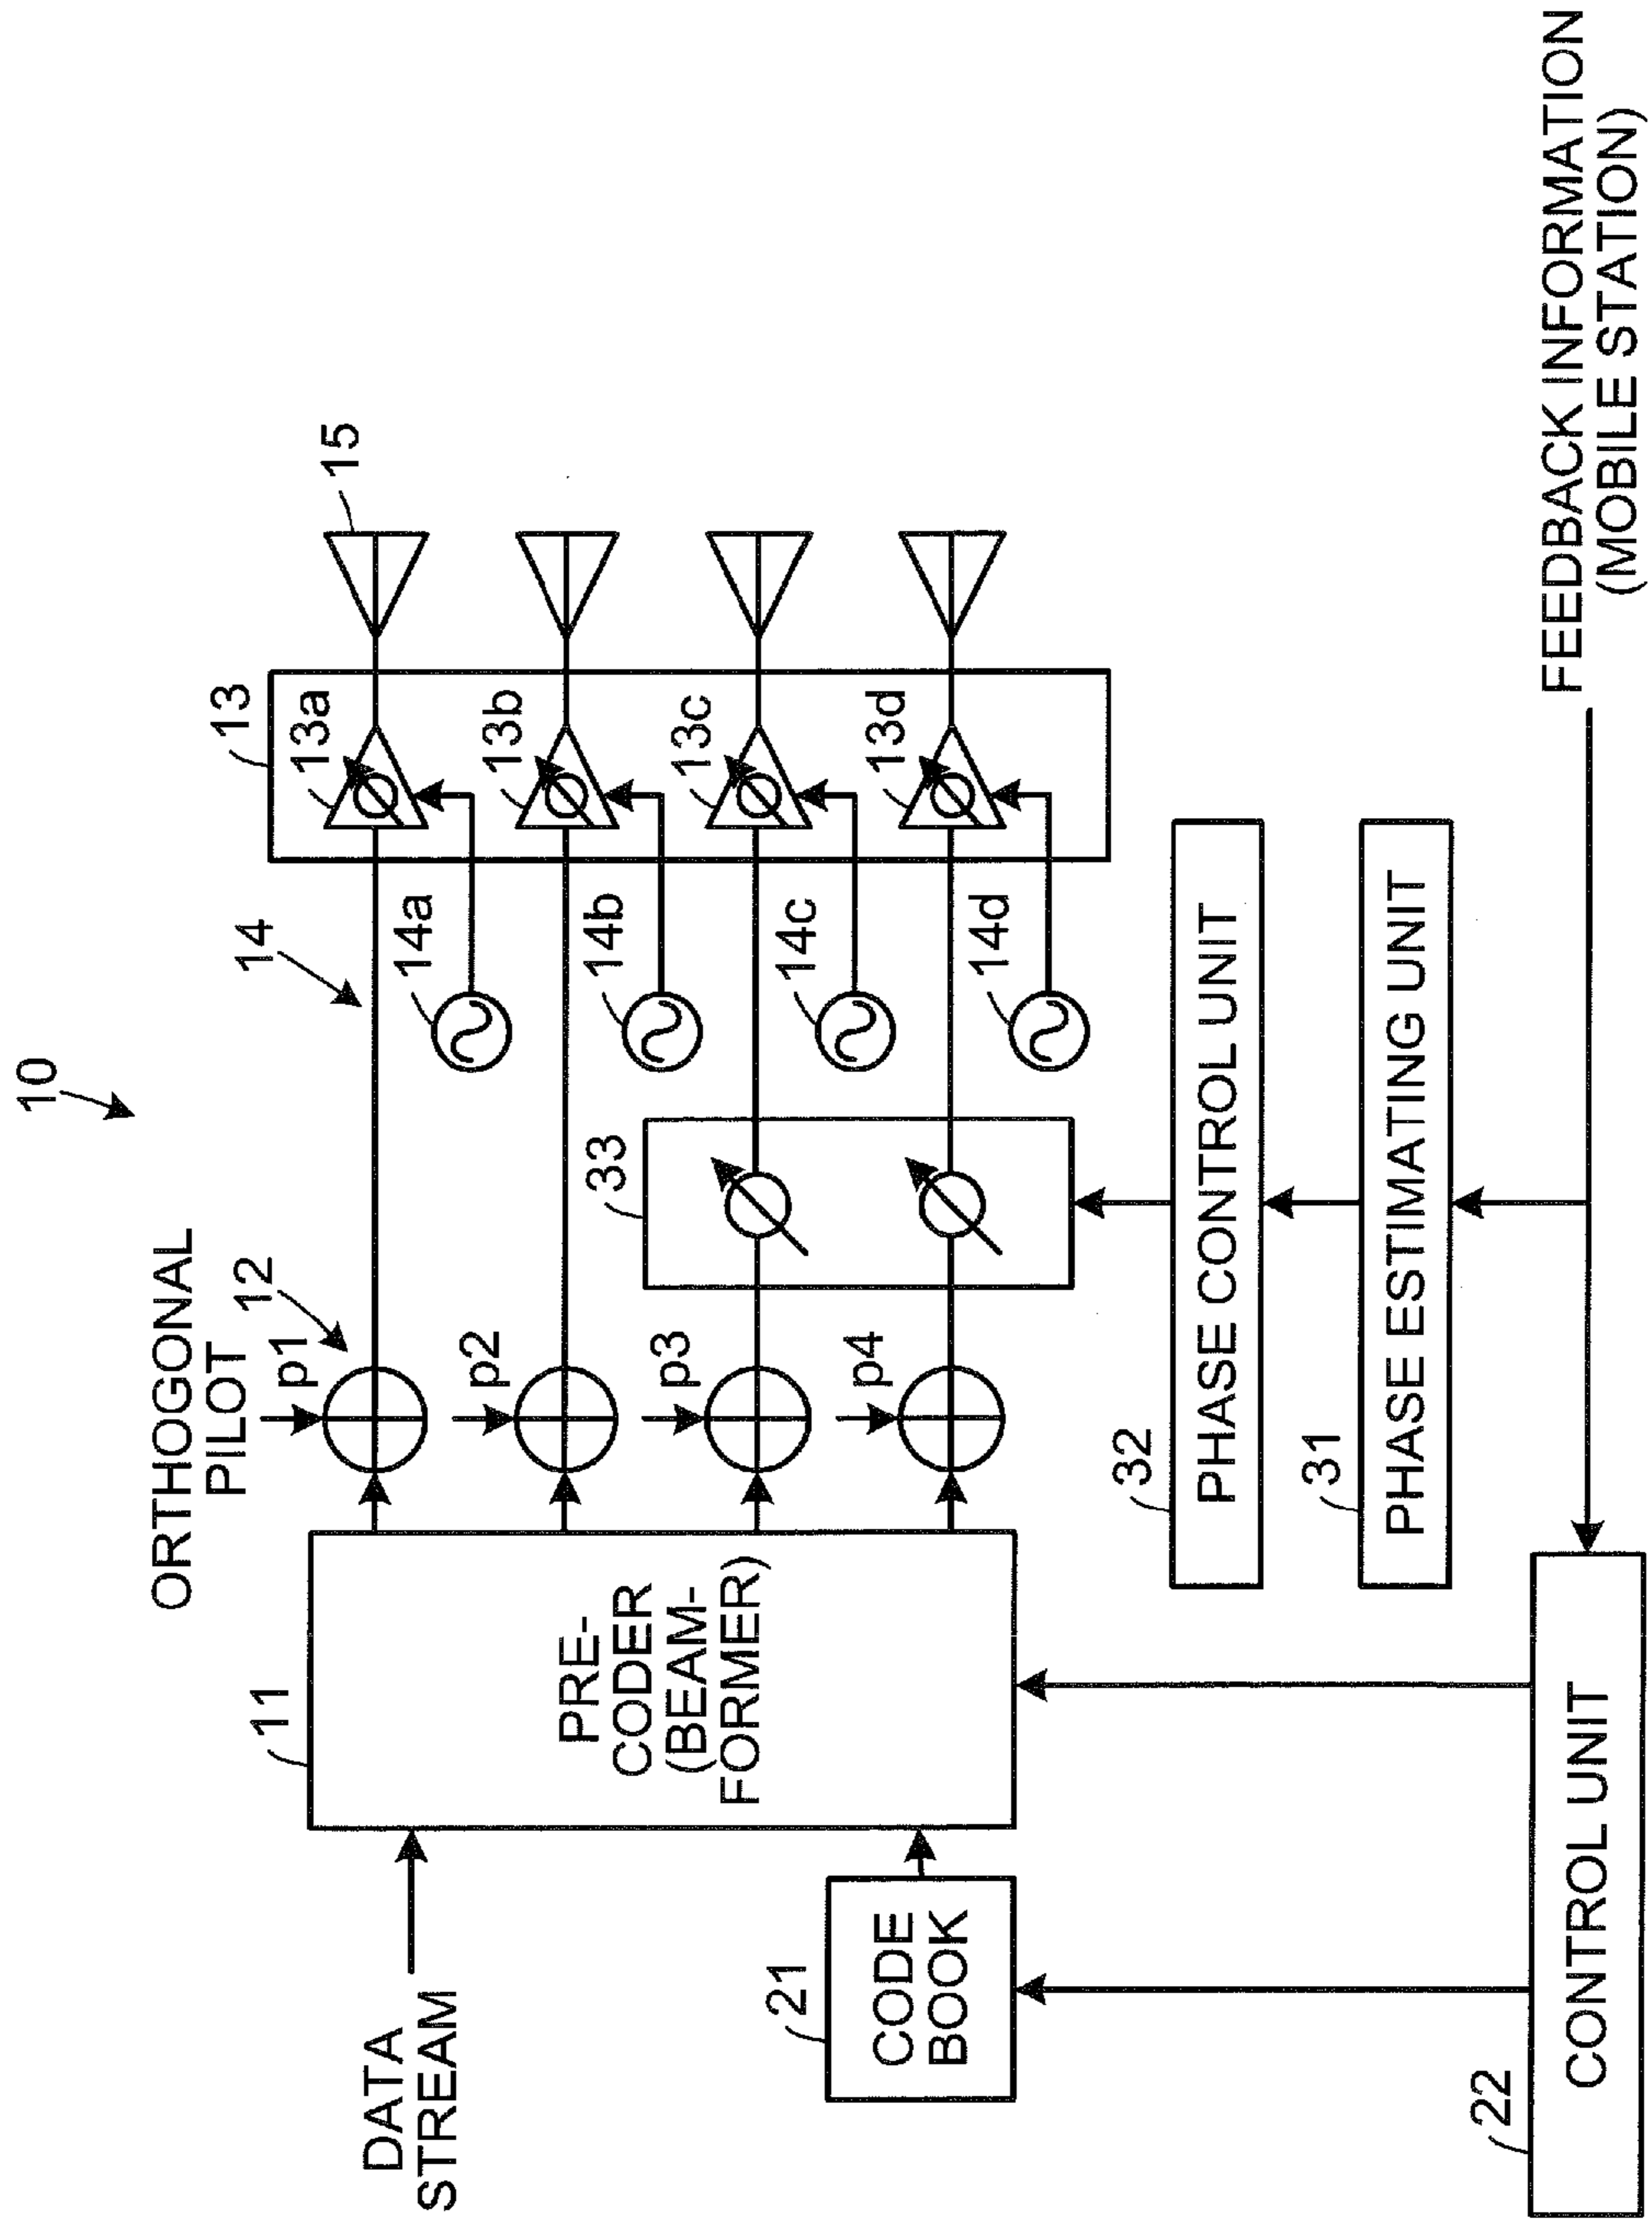 10
ORTHOGONAL
PILOT
DATA
STREAM
11
PRE-
CODER
(BEAM-
FORMER)
p1
12
p2
p3
p4
14
13
15
13a
13b
13c
13d
14a
14b
14c
14d
33
21
CODE
BOOK
32
PHASE CONTROL UNIT
31
PHASE ESTIMATING UNIT
22
CONTROL UNIT
FEEDBACK INFORMATION
(MOBILE STATION)